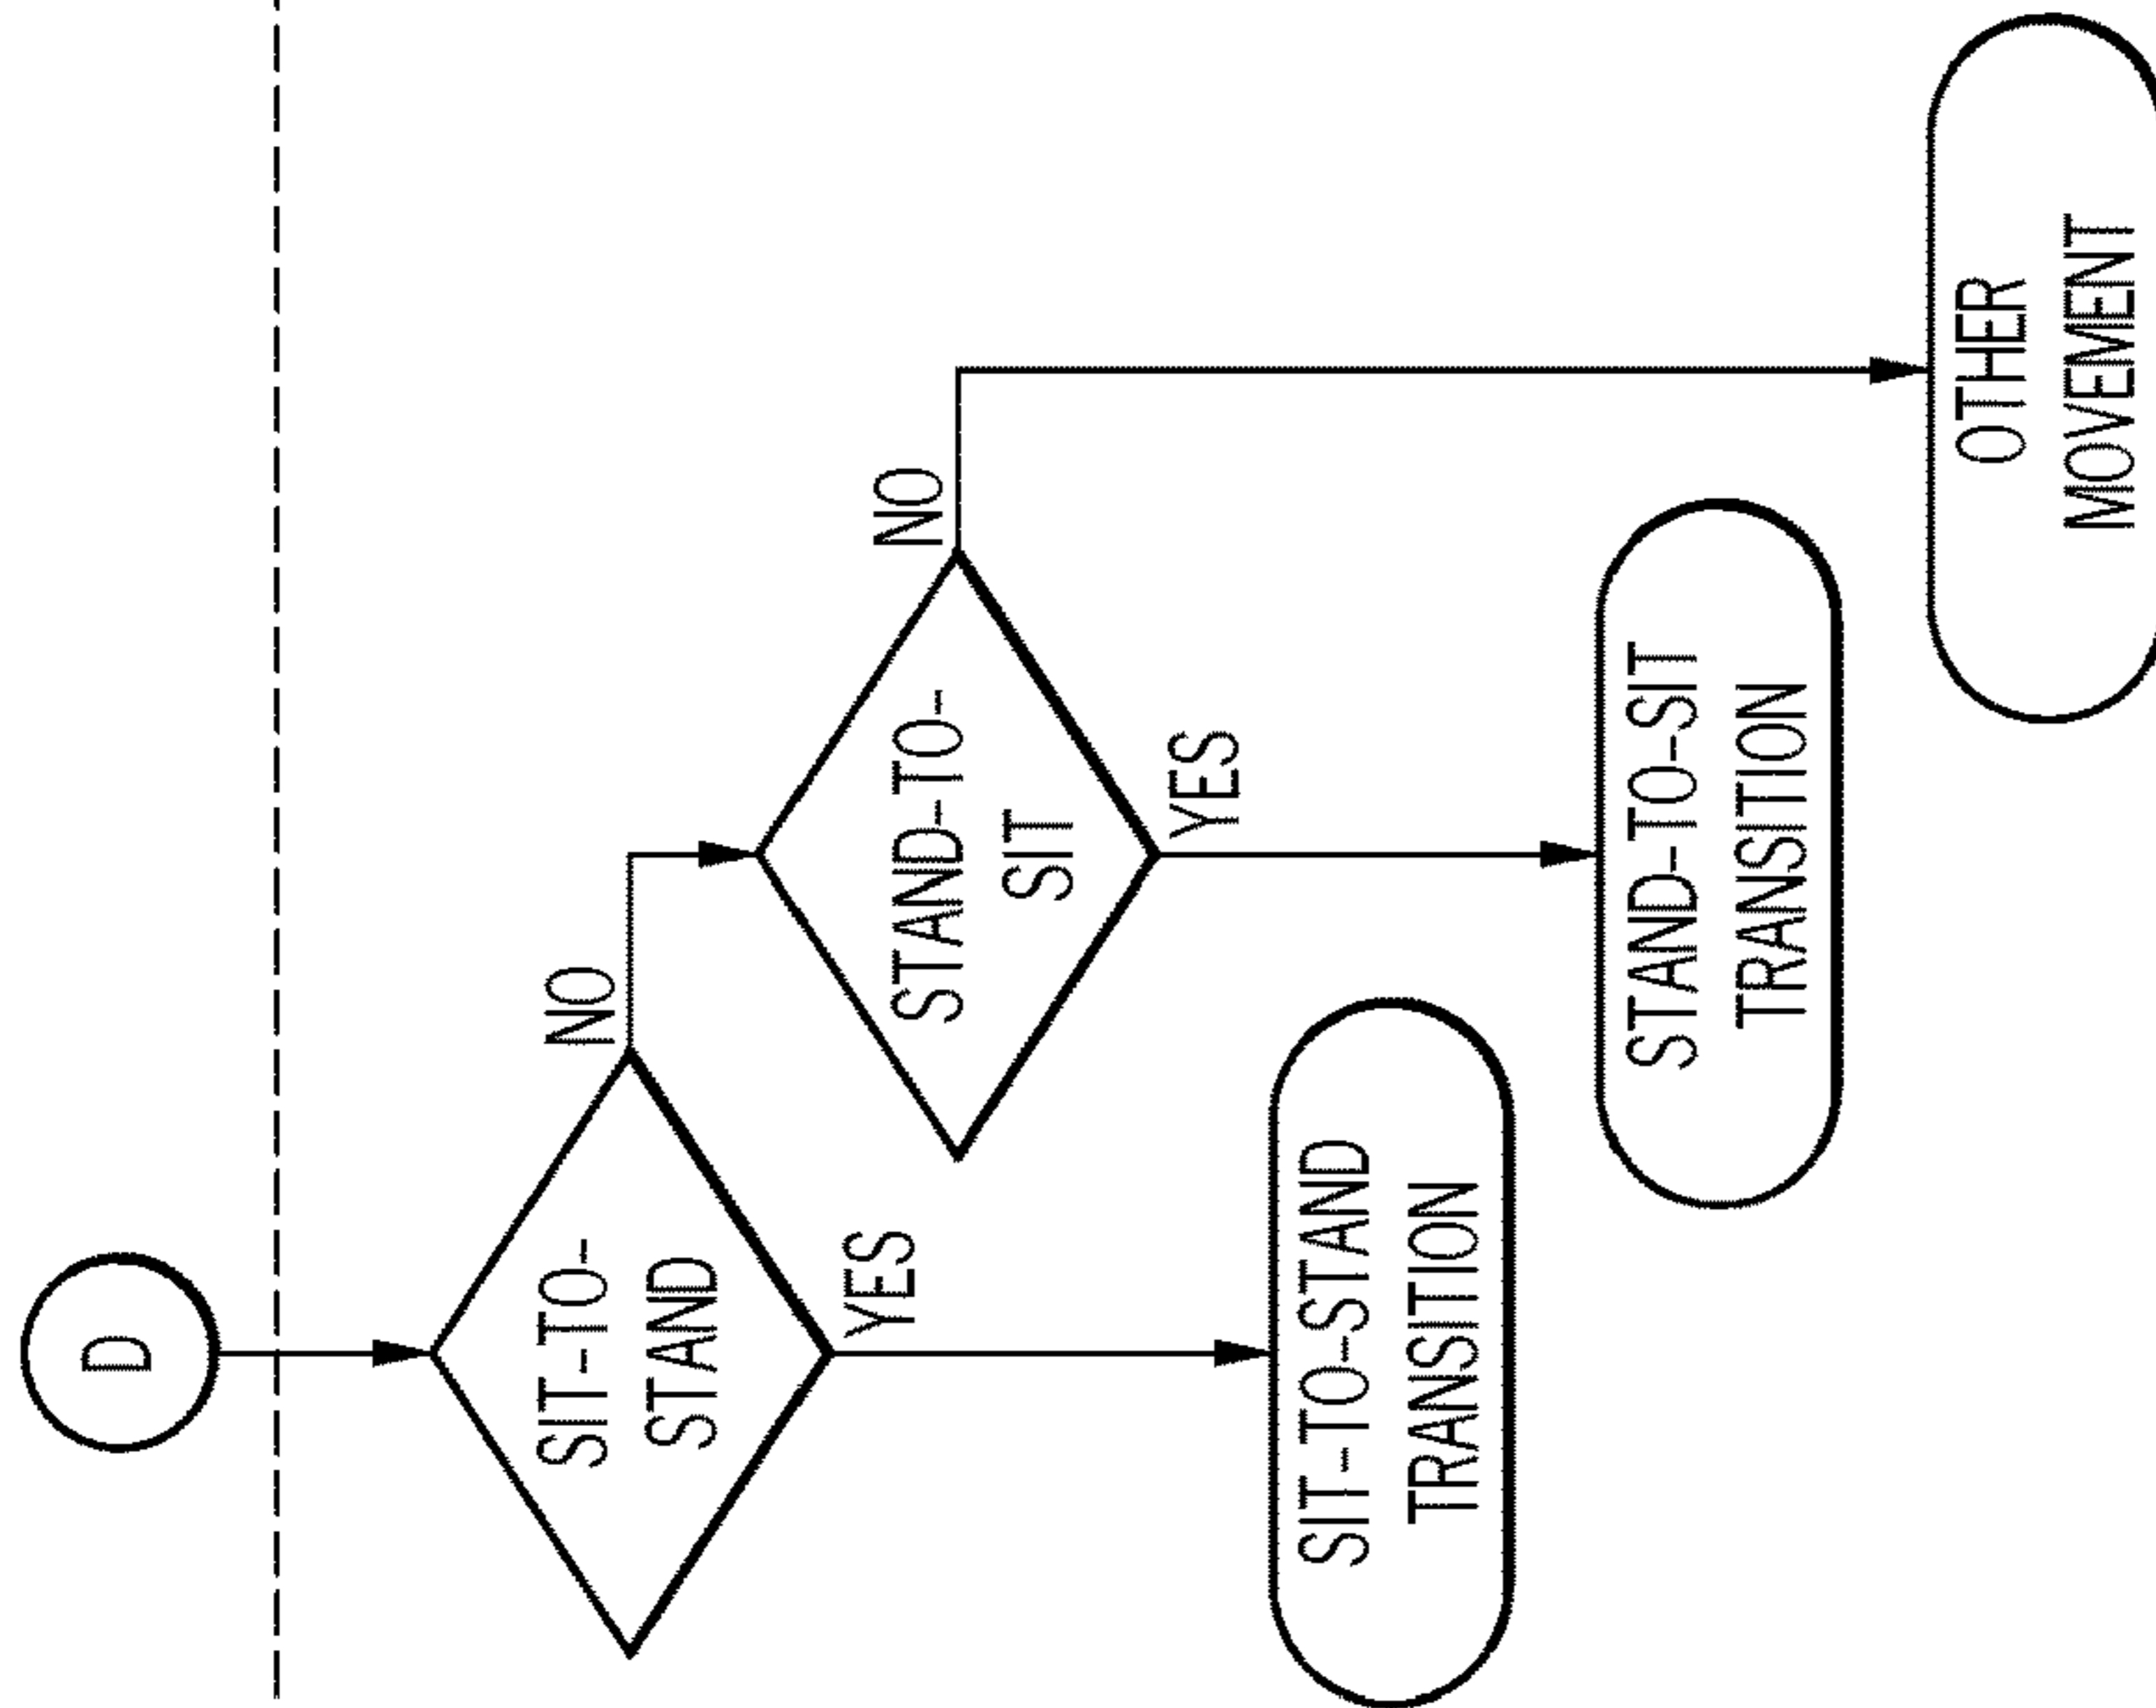 D
SIT-TO-
STAND
NO
YES
STAND-TO-
SIT
NO
YES
SIT-TO-STAND
TRANSITION
STAND-TO-SIT
TRANSITION
OTHER
MOVEMENT